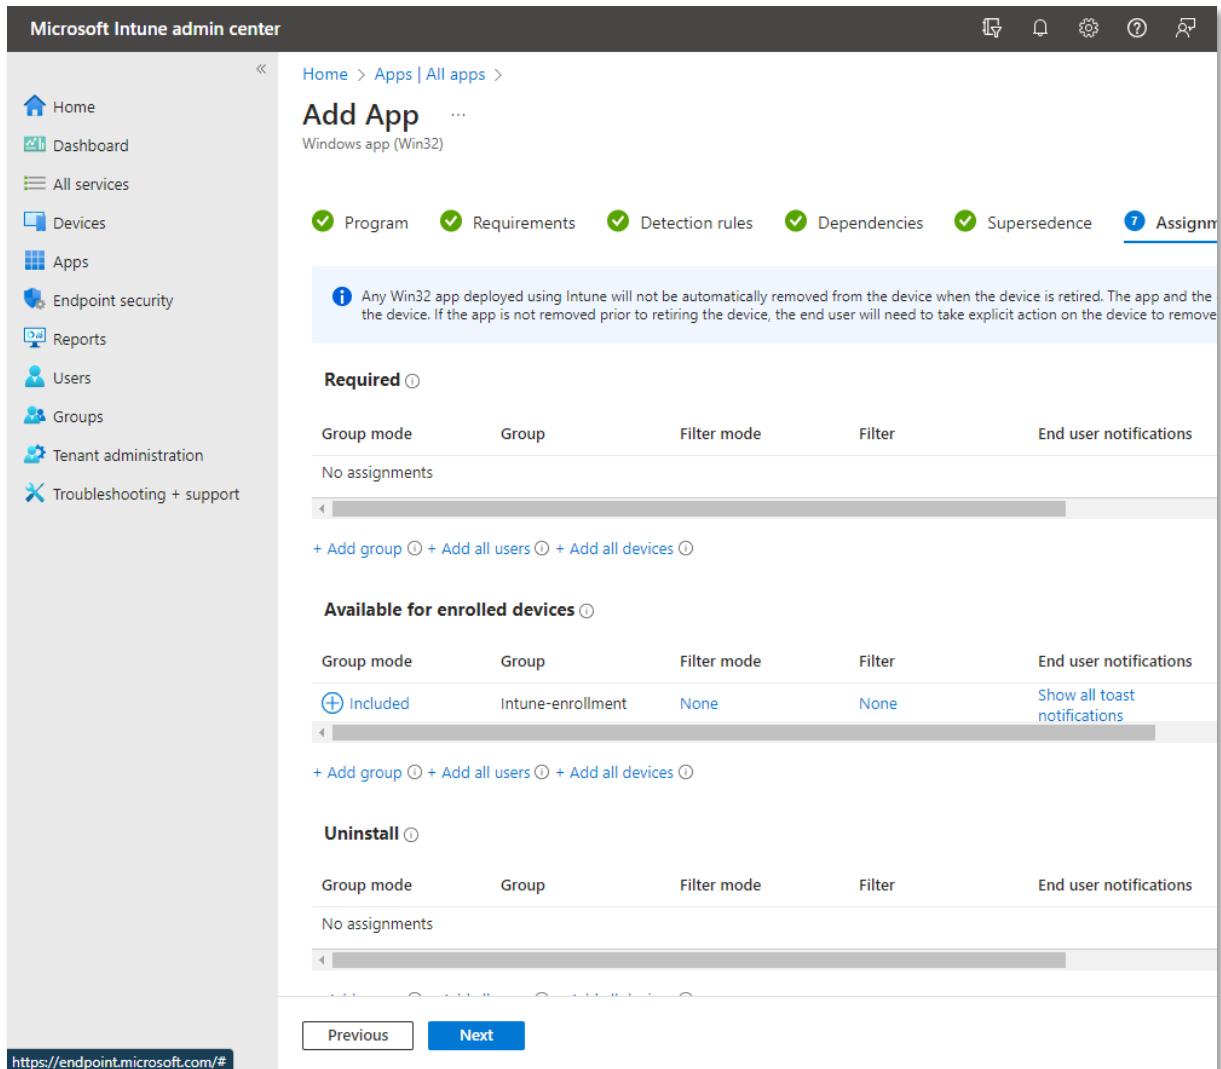 Microsoft Intune admin center
«
Home
Dashboard
All services
Devices
Apps
Endpoint security
Reports
Users
Groups
Tenant administration
Troubleshooting + support
Home > Apps | All apps >
Add App ...
Windows app (Win32)
Program Requirements Detection rules Dependencies Supersedence 7 Assignm
Any Win32 app deployed using Intune will not be automatically removed from the device when the device is retired. The app and the
the device. If the app is not removed prior to retiring the device, the end user will need to take explicit action on the device to remove
Required
Group mode Group Filter mode Filter End user notifications
No assignments
+ Add group + Add all users + Add all devices
Available for enrolled devices
Group mode Group Filter mode Filter End user notifications
Included Intune-enrollment None None Show all toast
notifications
+ Add group + Add all users + Add all devices
Uninstall
Group mode Group Filter mode Filter End user notifications
No assignments
Previous Next
https://endpoint.microsoft.com/#